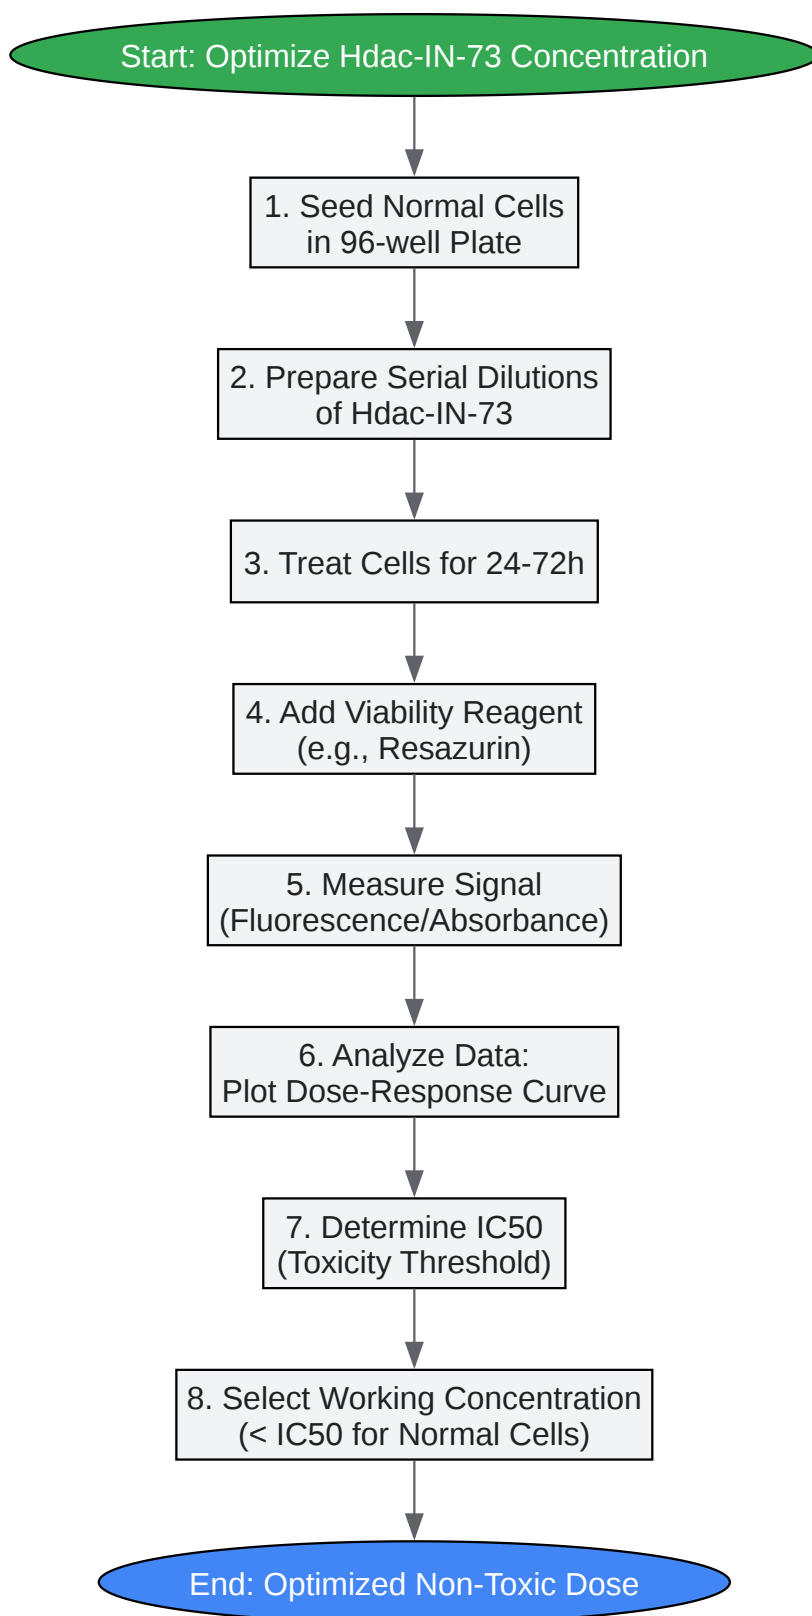 Start: Optimize Hdac-IN-73 Concentration
1. Seed Normal Cells
in 96-well Plate
2. Prepare Serial Dilutions
of Hdac-IN-73
3. Treat Cells for 24-72h
4. Add Viability Reagent
(e.g., Resazurin)
5. Measure Signal
(Fluorescence/Absorbance)
6. Analyze Data:
Plot Dose-Response Curve
7. Determine IC50
(Toxicity Threshold)
8. Select Working Concentration
(< IC50 for Normal Cells)
End: Optimized Non-Toxic Dose